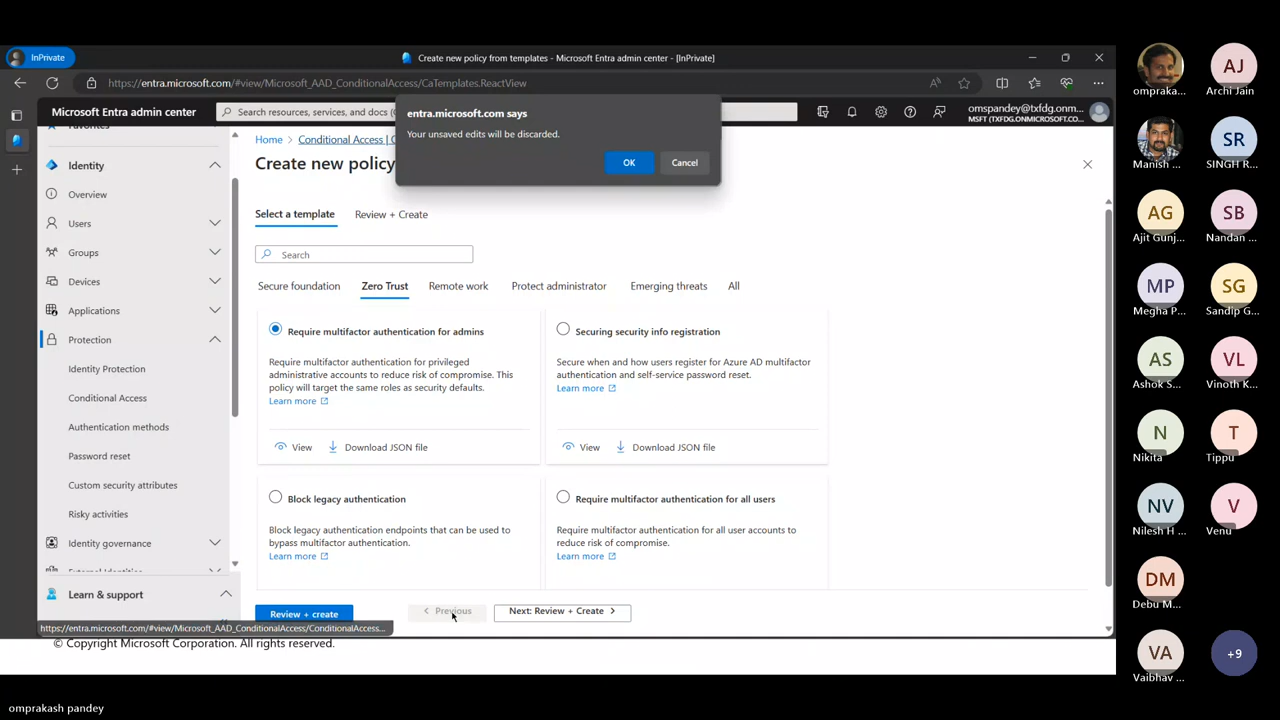 InPrivate
Create new policy from templates - Microsoft Entra admin center - [InPrivate]
https://entra.microsoft.com/#view/Microsoft_AAD_ConditionalAccess/CaTemplates.ReactView
Microsoft Entra admin center
Search resources, services, and docs (
omspandey@txfdg.onm...
MSFT (TXFDG.ONMICROSOFT.CO...
entra.microsoft.com says
Your unsaved edits will be discarded.
OK
Cancel
Favorites
Identity
Overview
Users
Groups
Devices
Applications
Protection
Identity Protection
Conditional Access
Authentication methods
Password reset
Custom security attributes
Risky activities
Identity governance
External Identities
Learn & support
Home > Conditional Access | O
Create new policy
Select a template
Review + Create
Search
Secure foundation
Zero Trust
Remote work
Protect administrator
Emerging threats
All
Require multifactor authentication for admins
Require multifactor authentication for privileged
administrative accounts to reduce risk of compromise. This
policy will target the same roles as security defaults.
Learn more
View
Download JSON file
Securing security info registration
Secure when and how users register for Azure AD multifactor
authentication and self-service password reset.
Learn more
View
Download JSON file
Block legacy authentication
Block legacy authentication endpoints that can be used to
bypass multifactor authentication.
Learn more
Require multifactor authentication for all users
Require multifactor authentication for all user accounts to
reduce risk of compromise.
Learn more
Review + create
< Previous
Next: Review + Create >
https://entra.microsoft.com/#view/Microsoft_AAD_ConditionalAccess/ConditionalAccess...
© Copyright Microsoft Corporation. All rights reserved.
omprakash pandey
ompraka...
AJ
Archi Jain
Manish ...
SR
SINGH R...
AG
Ajit Gunj...
SB
Nandan ...
MP
Megha P...
SG
Sandip G...
AS
Ashok S...
VL
Vinoth K...
N
Nikita
T
Tippu
NV
Nilesh H ...
V
Venu
DM
Debu M...
VA
Vaibhav ...
+9